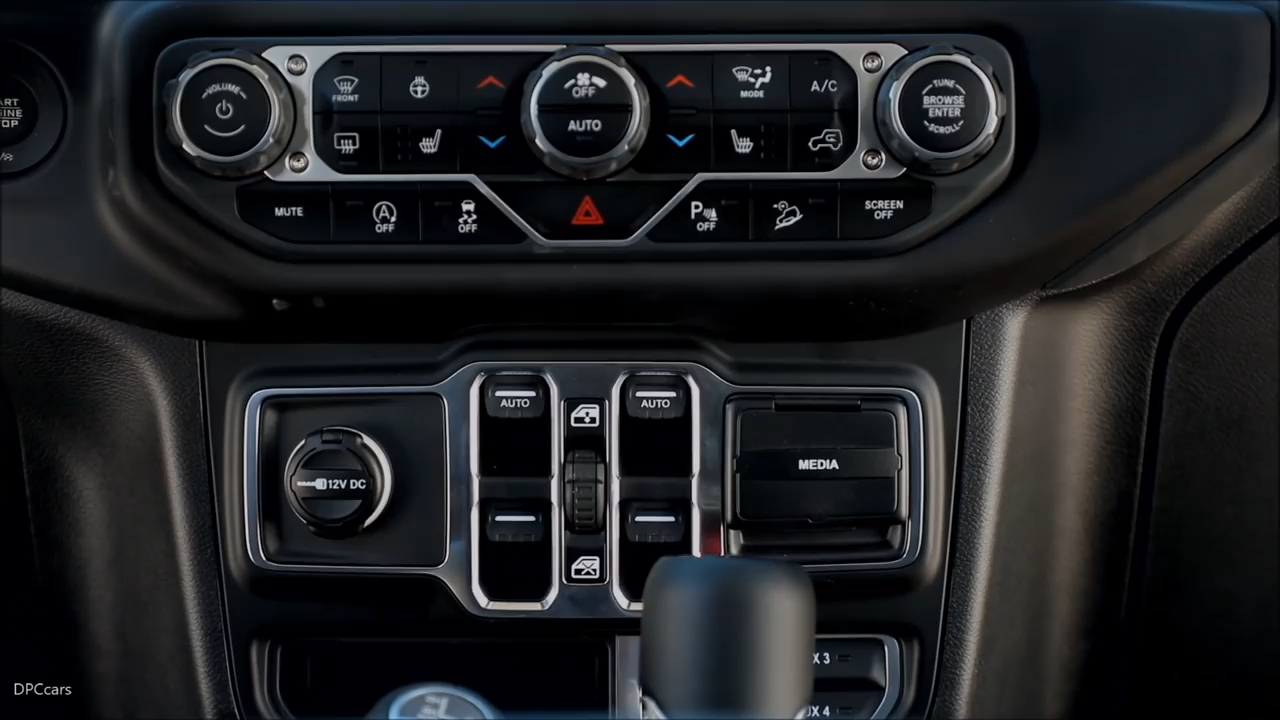 ART
INE
OP
VOLUME
FRONT
OFF
AUTO
MODE
A/C
TUNE
BROWSE
ENTER
SCROLL
MUTE
A
OFF
OFF
P
OFF
SCREEN
OFF
AUTO
AUTO
12V DC
MEDIA
X 3
UX 4
DPCcars